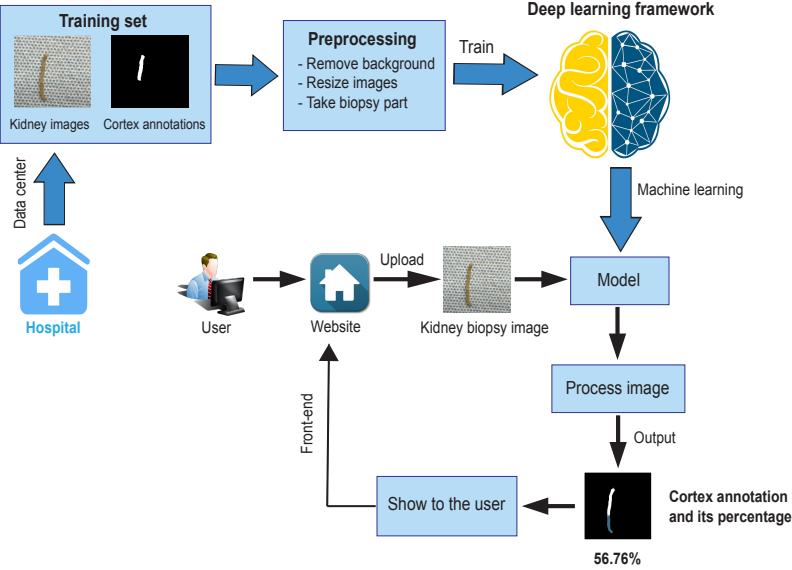 Deep learning framework
Training set
Kidney images
Cortex annotations
Preprocessing
- Remove background
- Resize images
- Take biopsy part
Train
Data center
Machine learning
Hospital
User
Website
Upload
Kidney biopsy image
Model
Process image
Output
Front-end
Show to the user
Cortex annotation
and its percentage
56.76%